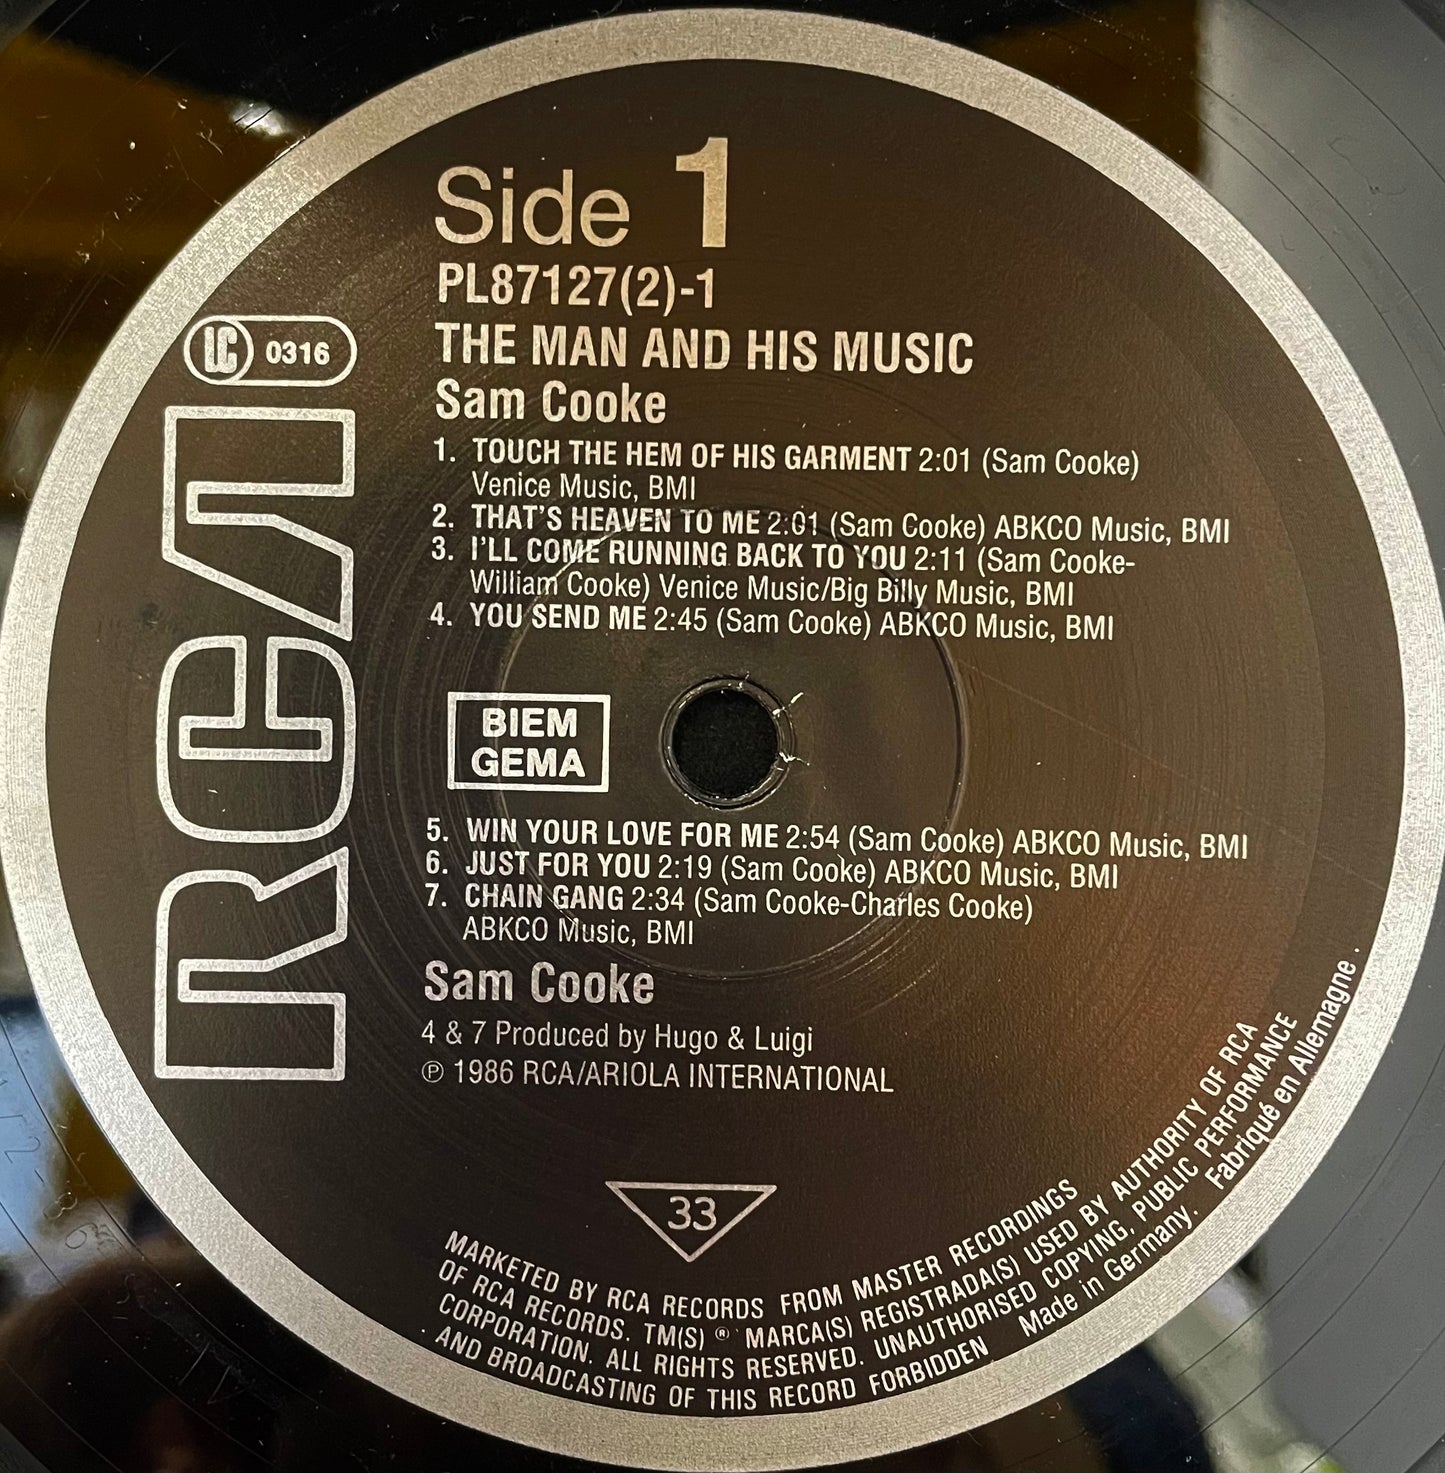 Side 1
PL87127(2)-1
THE MAN AND HIS MUSIC
Sam Cooke
LC 0316
RCA
1. TOUCH THE HEM OF HIS GARMENT 2:01 (Sam Cooke)
Venice Music, BMI
2. THAT'S HEAVEN TO ME 2:01 (Sam Cooke) ABKCO Music, BMI
3. I'LL COME RUNNING BACK TO YOU 2:11 (Sam Cooke-
William Cooke) Venice Music/Big Billy Music, BMI
4. YOU SEND ME 2:45 (Sam Cooke) ABKCO Music, BMI
BIEM
GEMA
5. WIN YOUR LOVE FOR ME 2:54 (Sam Cooke) ABKCO Music, BMI
6. JUST FOR YOU 2:19 (Sam Cooke) ABKCO Music, BMI
7. CHAIN GANG 2:34 (Sam Cooke-Charles Cooke)
ABKCO Music, BMI
Sam Cooke
4 & 7 Produced by Hugo & Luigi
℗ 1986 RCA/ARIOLA INTERNATIONAL
33
MARKETED BY RCA RECORDS FROM MASTER RECORDINGS
OF RCA RECORDS. TM(S) ® MARCA(S) REGISTRADA(S) USED BY AUTHORITY OF RCA
CORPORATION. ALL RIGHTS RESERVED. UNAUTHORISED COPYING, PUBLIC PERFORMANCE
AND BROADCASTING OF THIS RECORD FORBIDDEN Made in Germany. Fabriqué en Allemagne.